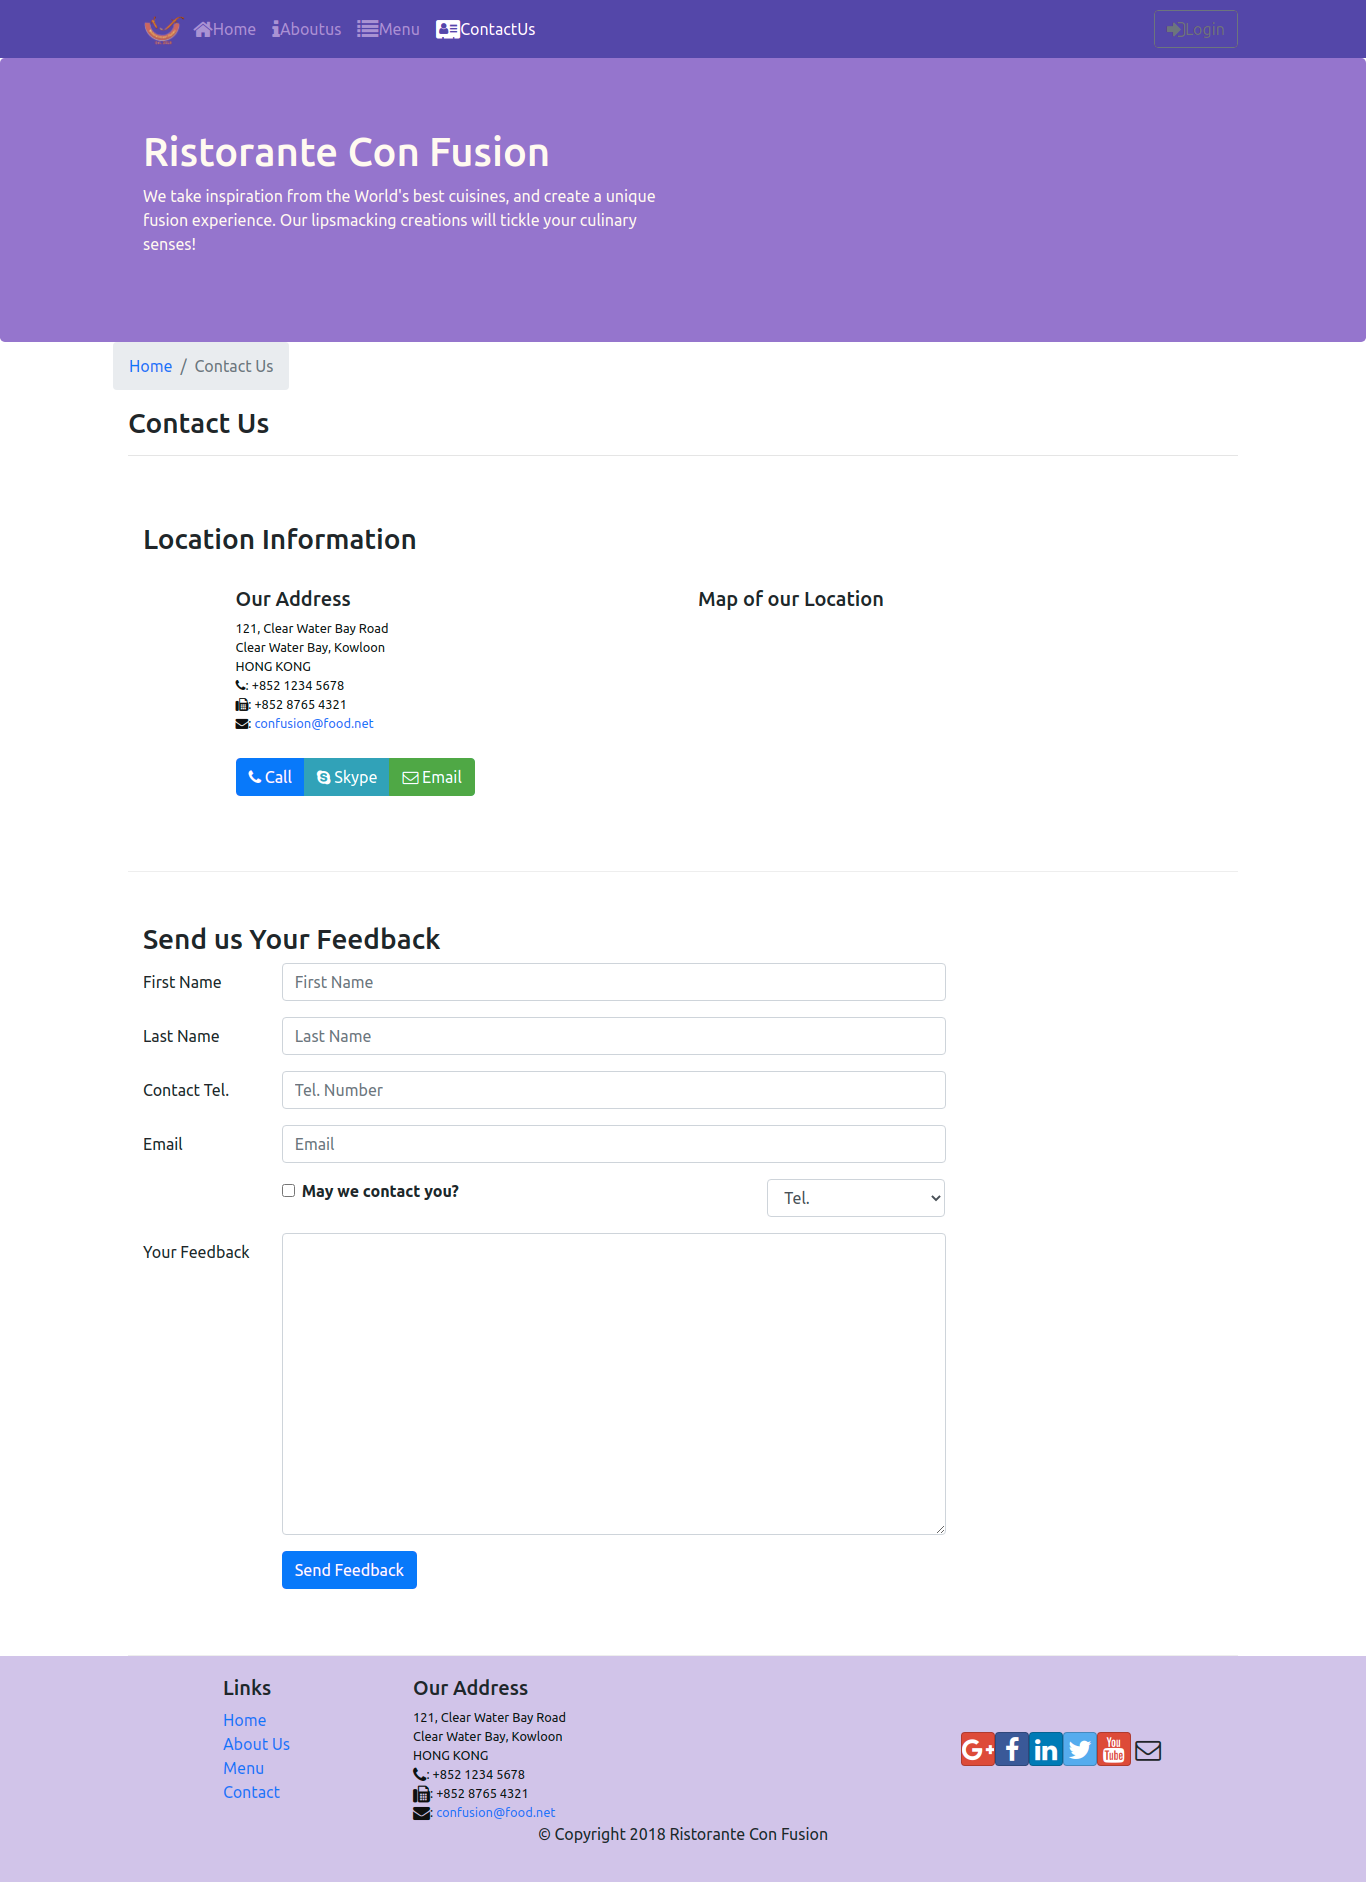 Home Aboutus Menu ContactUs Login
Ristorante Con Fusion
We take inspiration from the World's best cuisines, and create a unique
fusion experience. Our lipsmacking creations will tickle your culinary
senses!
Home / Contact Us
Contact Us
Location Information
Our Address
121, Clear Water Bay Road
Clear Water Bay, Kowloon
HONG KONG
: +852 1234 5678
: +852 8765 4321
: confusion@food.net
Call Skype Email
Map of our Location
Send us Your Feedback
First Name First Name
Last Name Last Name
Contact Tel. Tel. Number
Email Email
May we contact you? Tel.
Your Feedback
Send Feedback
Links
Home
About Us
Menu
Contact
Our Address
121, Clear Water Bay Road
Clear Water Bay, Kowloon
HONG KONG
: +852 1234 5678
: +852 8765 4321
: confusion@food.net
G+ f in You Tube
© Copyright 2018 Ristorante Con Fusion